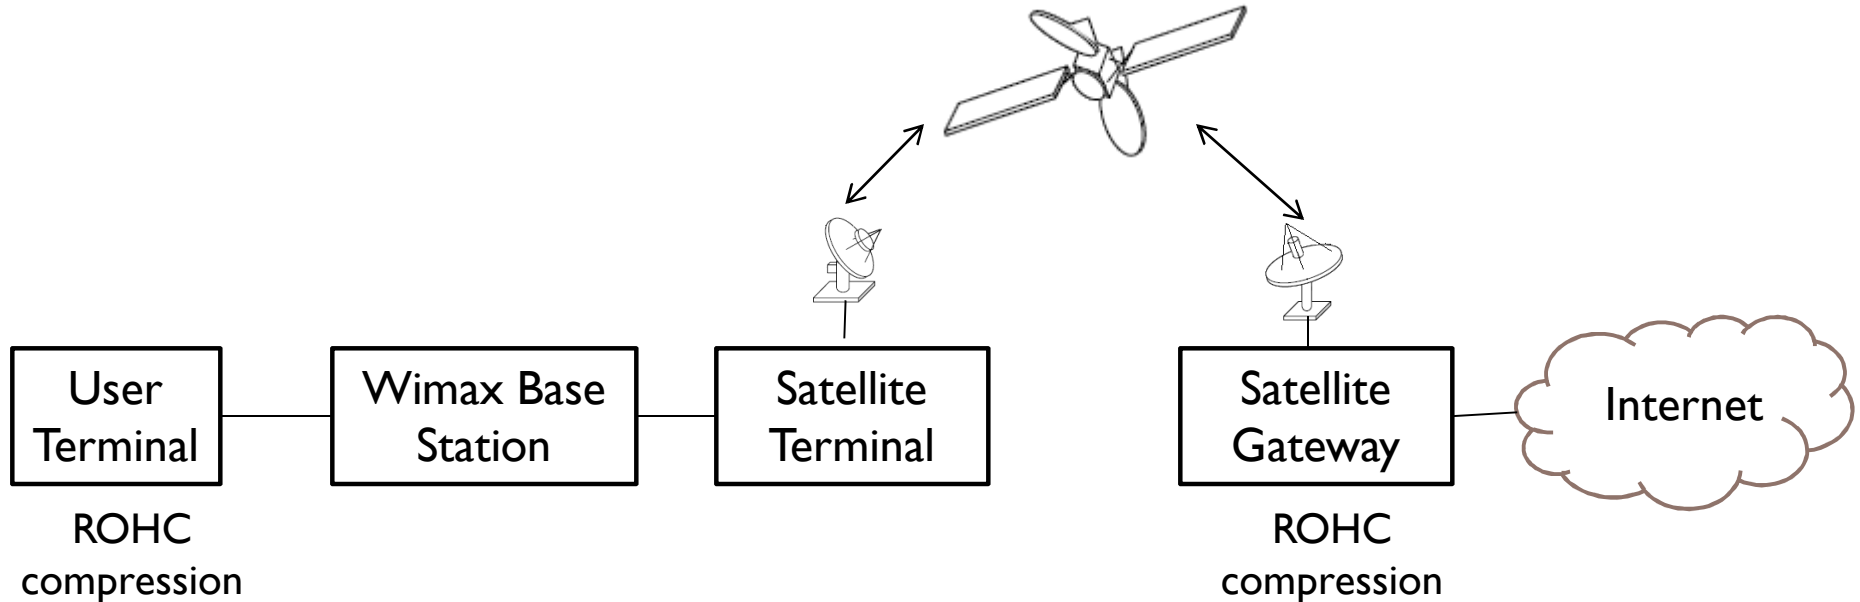 User
Terminal
Wimax Base
Station
Satellite
Terminal
Satellite
Gateway
Internet
ROHC
compression
ROHC
compression